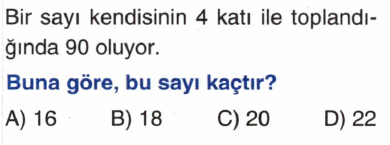 Bir sayı kendisinin 4 katı ile toplandı-
ğında 90 oluyor.
Buna göre, bu sayı kaçtır?
A) 16 B) 18 C) 20 D) 22